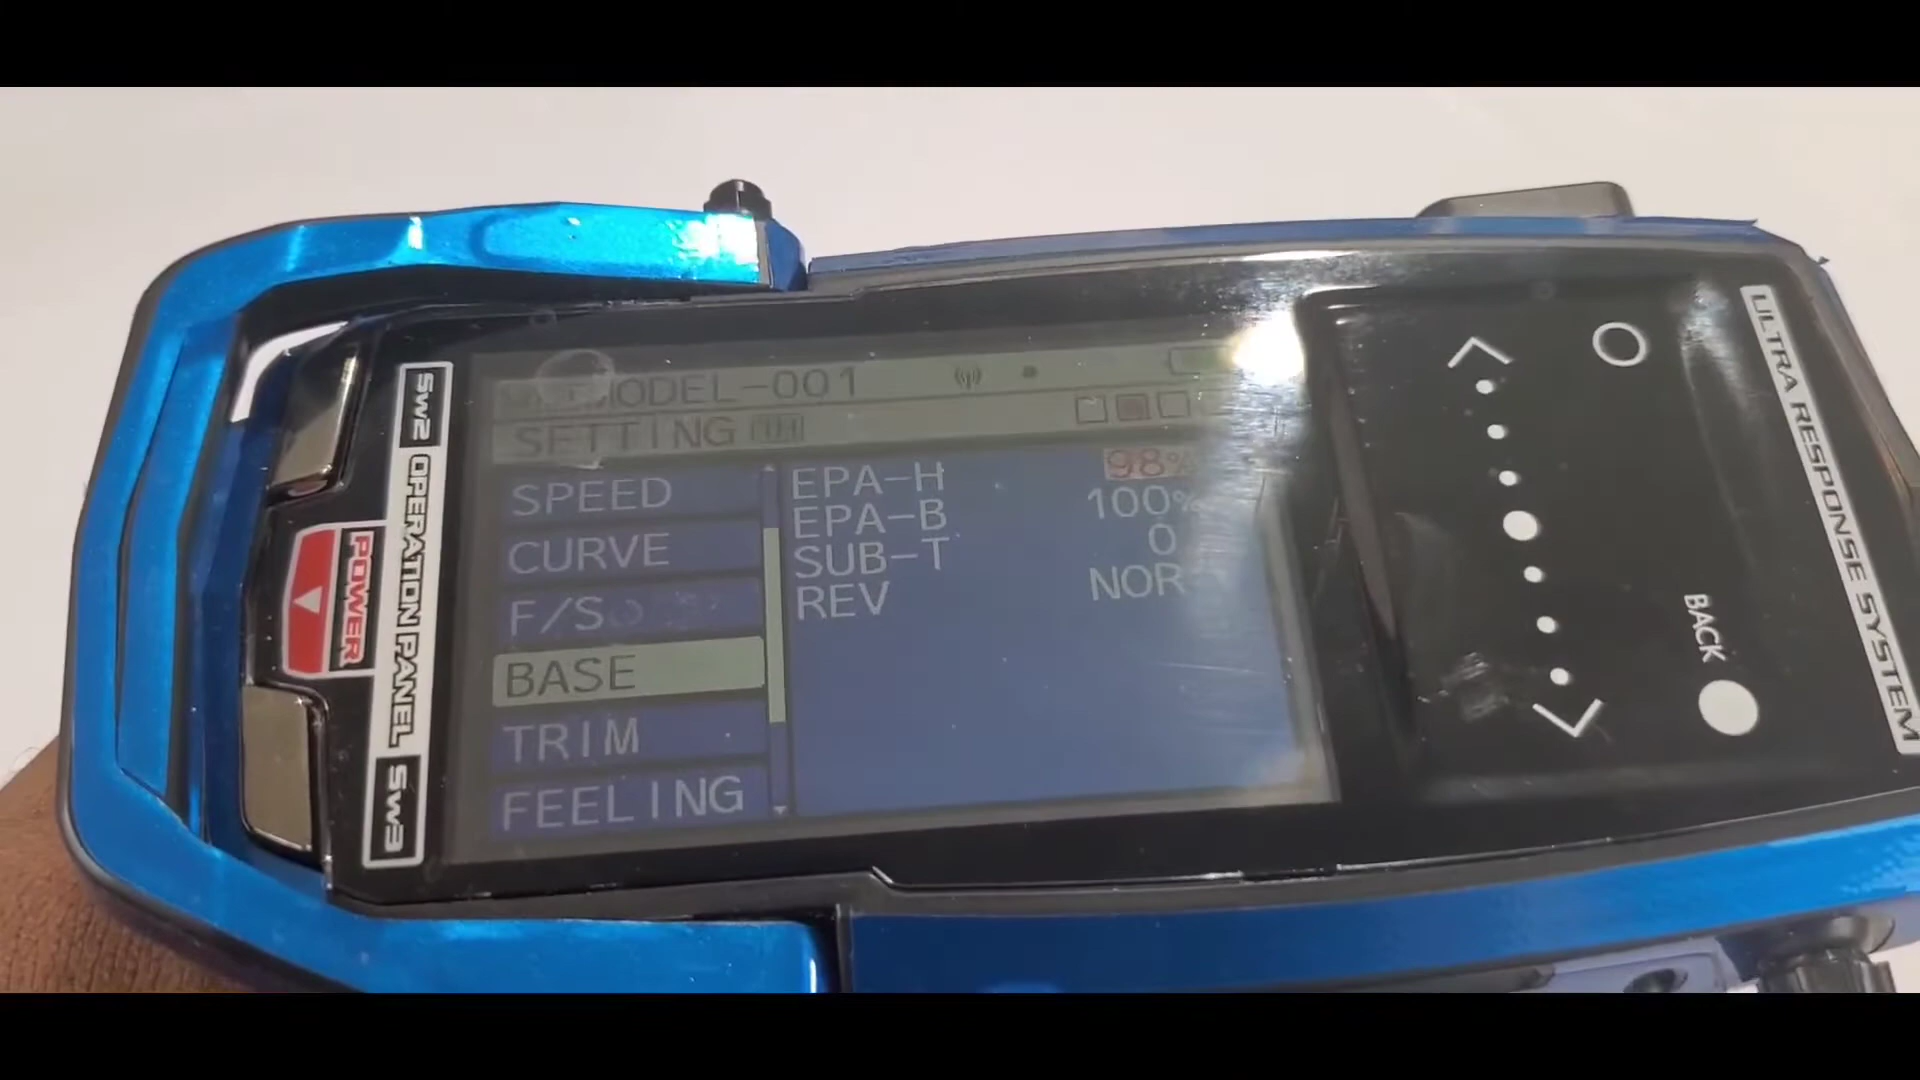 MODEL-001
SETTING TH
SPEED
CURVE
F/S
BASE
TRIM
FEELING
EPA-H 98%
EPA-B 100%
SUB-T 0
REV NOR
SW2 OPERATION PANEL SW3
POWER
BACK
ULTRA RESPONSE SYSTEM